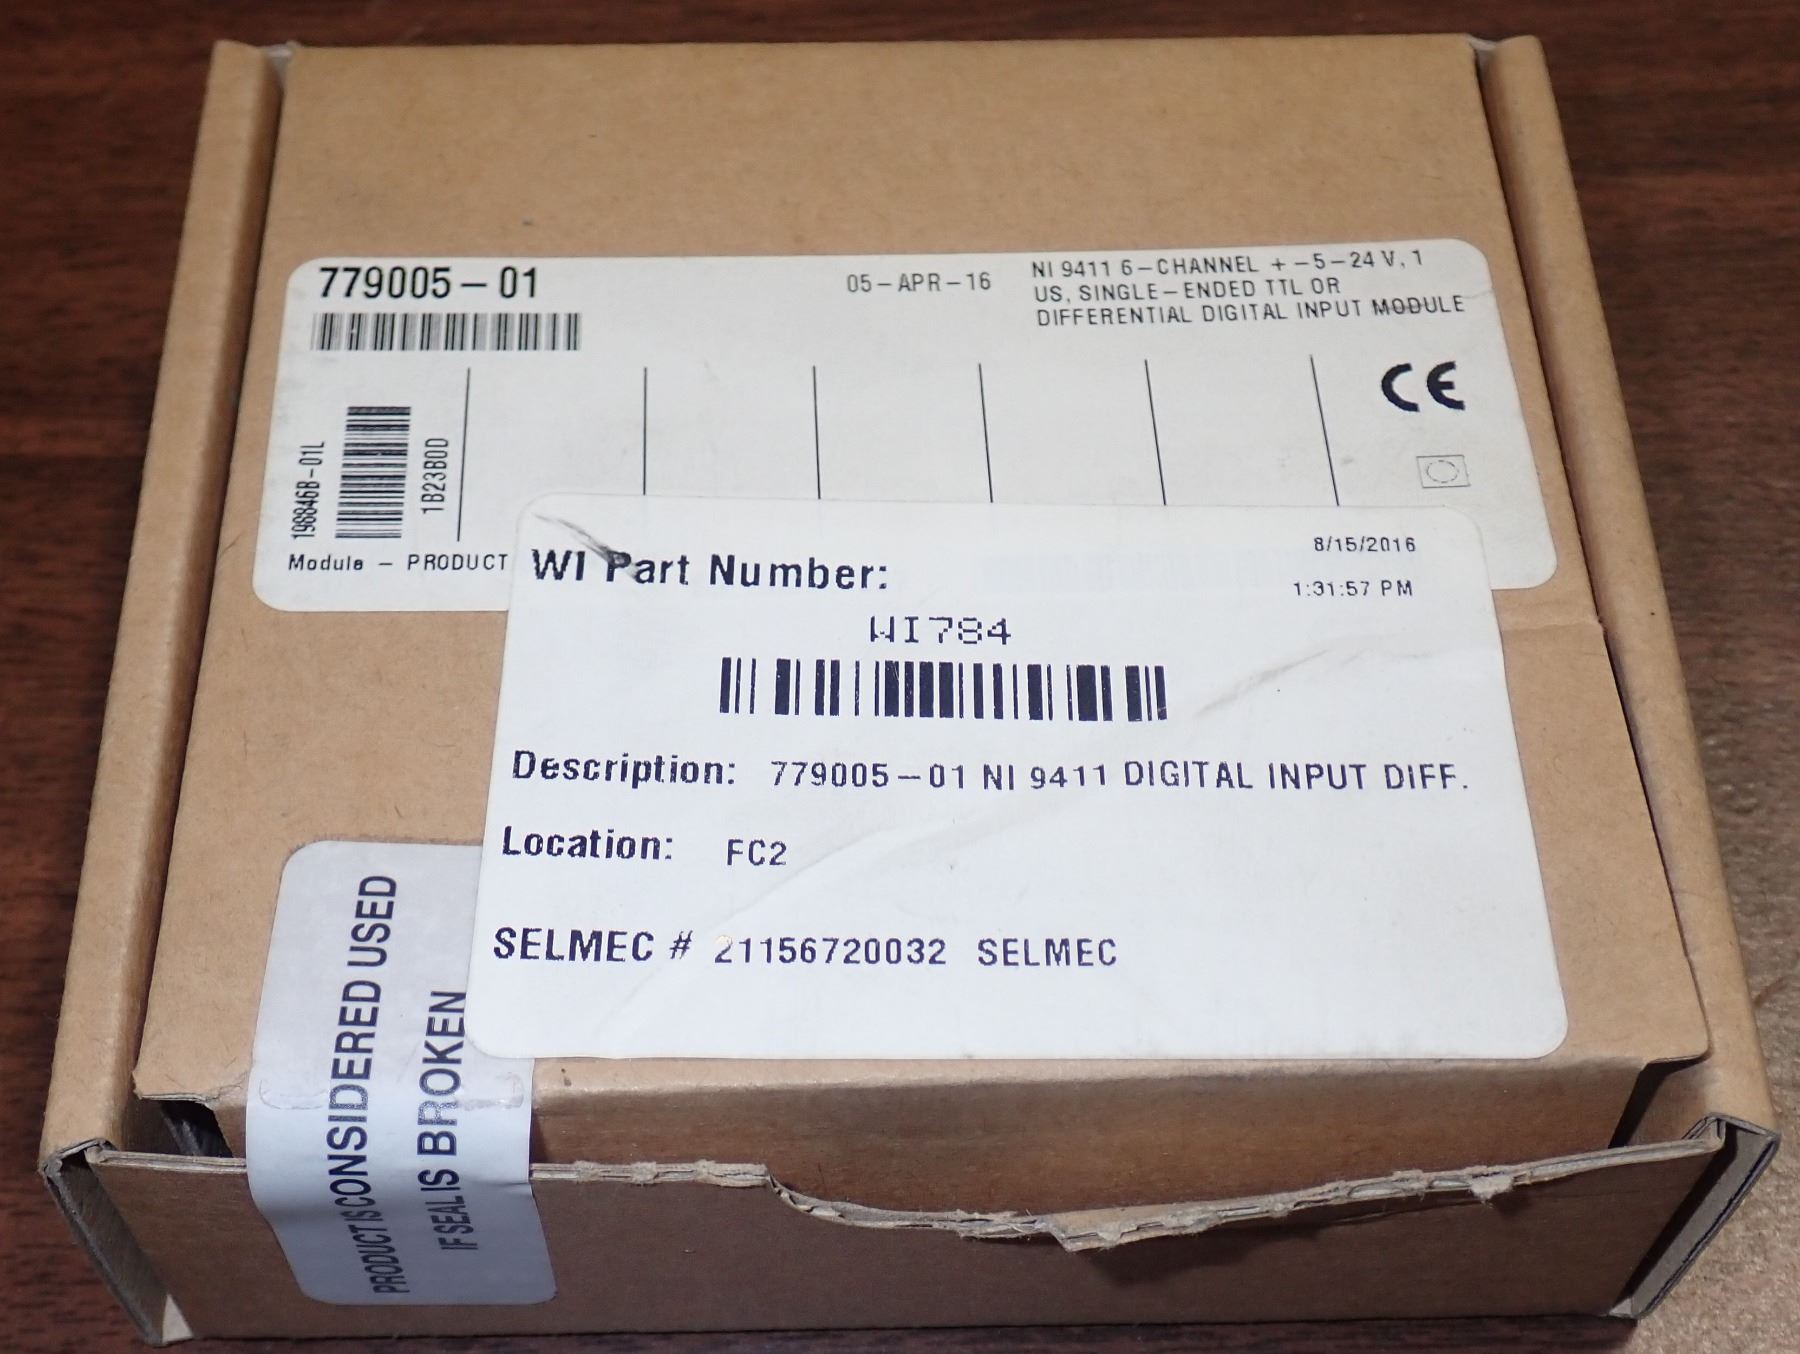 779005-01
05-APR-16
NI 9411 6-CHANNEL +-5-24 V, 1
US, SINGLE-ENDED TTL OR
DIFFERENTIAL DIGITAL INPUT MODULE
CE
198846B-01L
1B23B0D
Module - PRODUCT
WI Part Number:
8/15/2016
1:31:57 PM
WI784
Description: 779005-01 NI 9411 DIGITAL INPUT DIFF.
Location: FC2
SELMEC # 21156720032 SELMEC
PRODUCT IS CONSIDERED USED
IF SEAL IS BROKEN